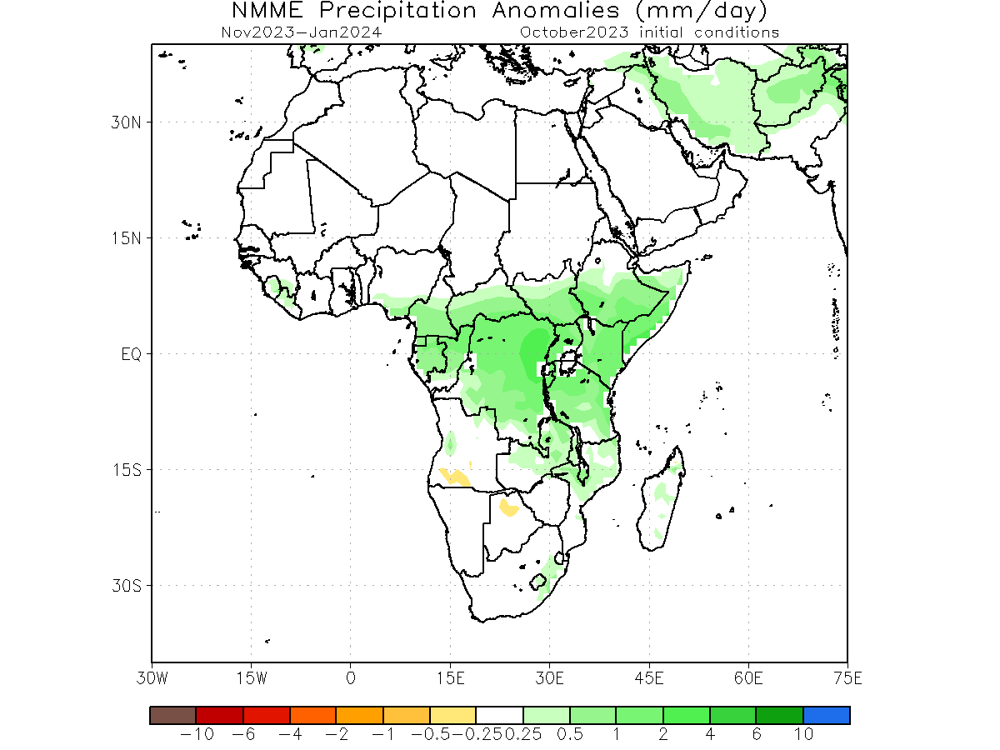 NMME Precipitation Anomalies (mm/day)
Nov2023-Jan2024 October2023 initial conditions
30N
15N
EQ
15S
30S
30W 15W 0 15E 30E 45E 60E 75E
-10 -6 -4 -2 -1 -0.5 -0.25 0.25 0.5 1 2 4 6 10